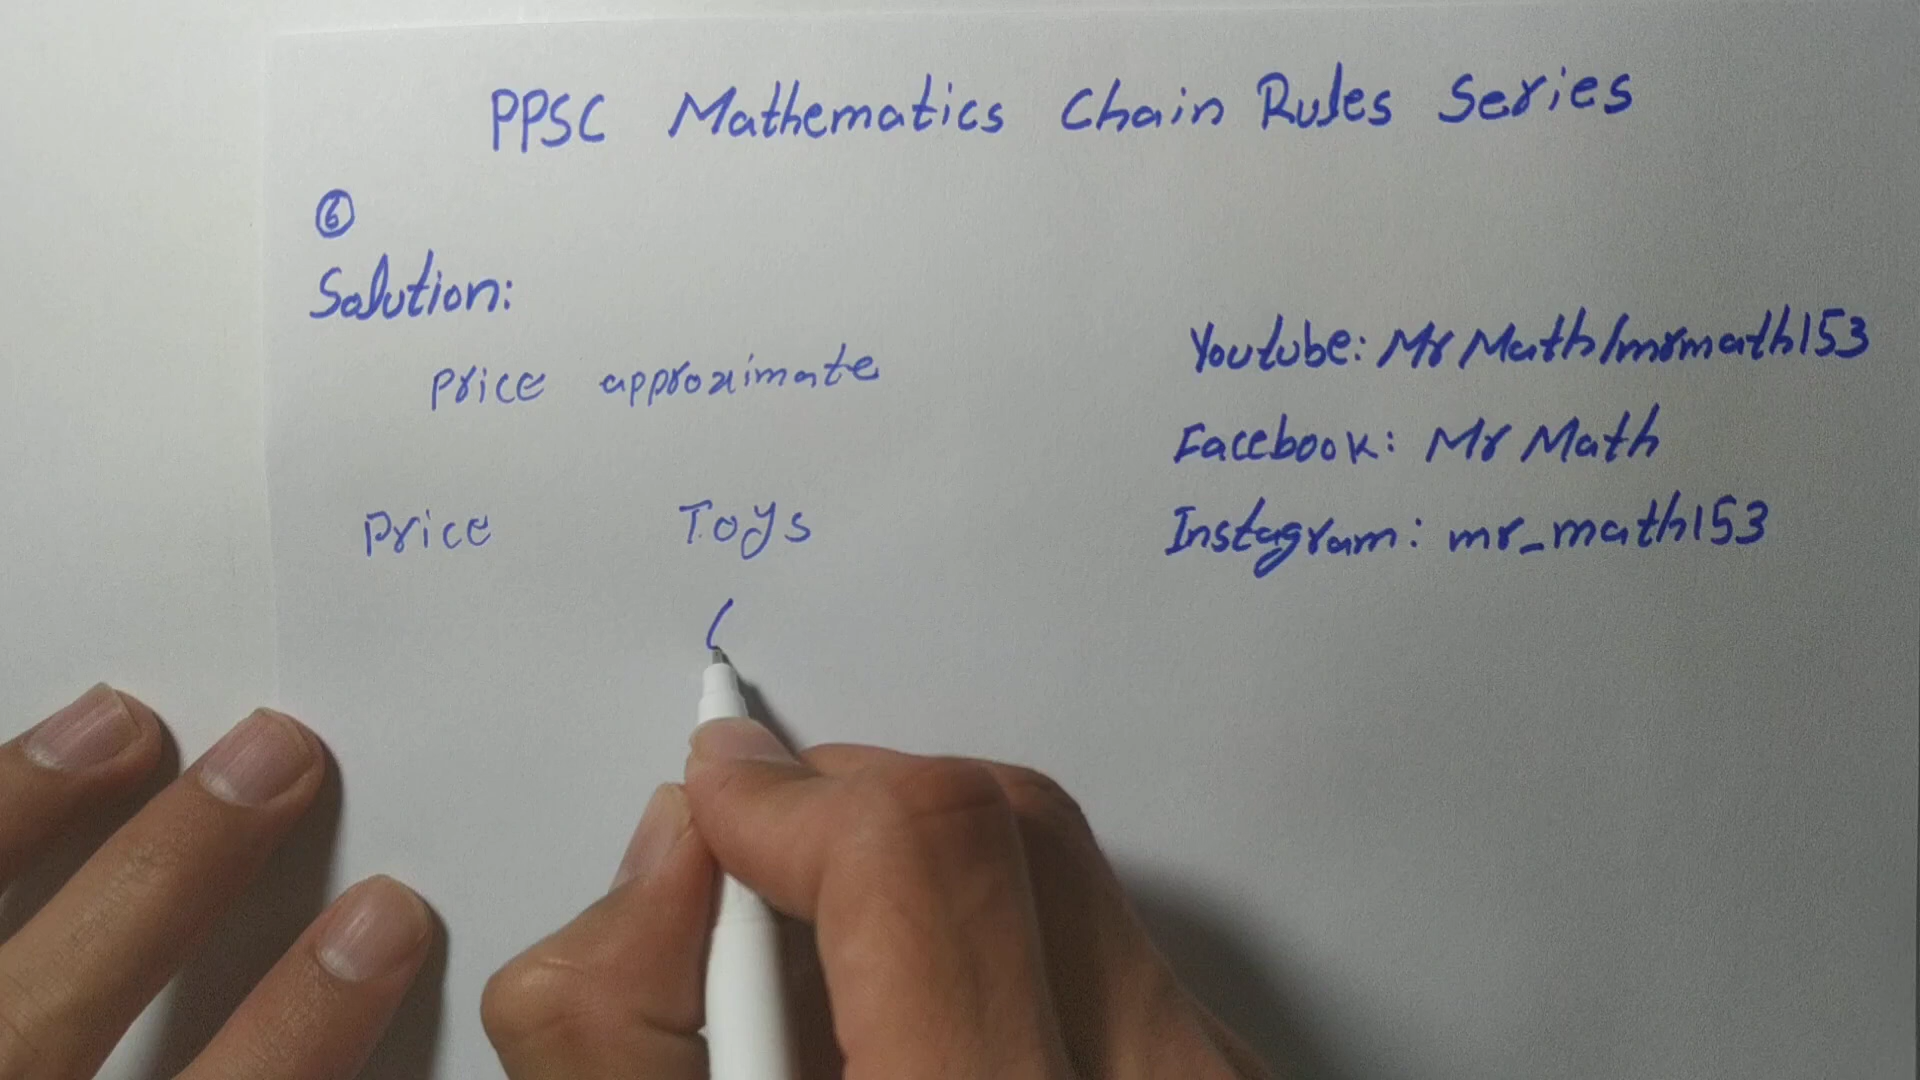 PPSC Mathematics Chain Rules Series
6
Solution:
Price approximate
Price Toys
Youtube: Mr Math/mrmath153
Facebook: Mr Math
Instagram: mr_math153